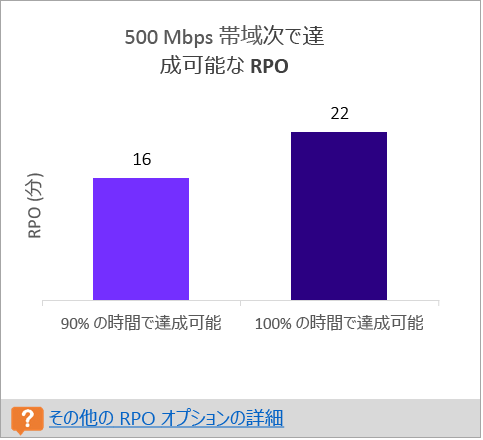 500 Mbps 帯域次で達
成可能な RPO
22
16
RPO (分)
90% の時間で達成可能
100% の時間で達成可能
?
その他の RPO オプションの詳細